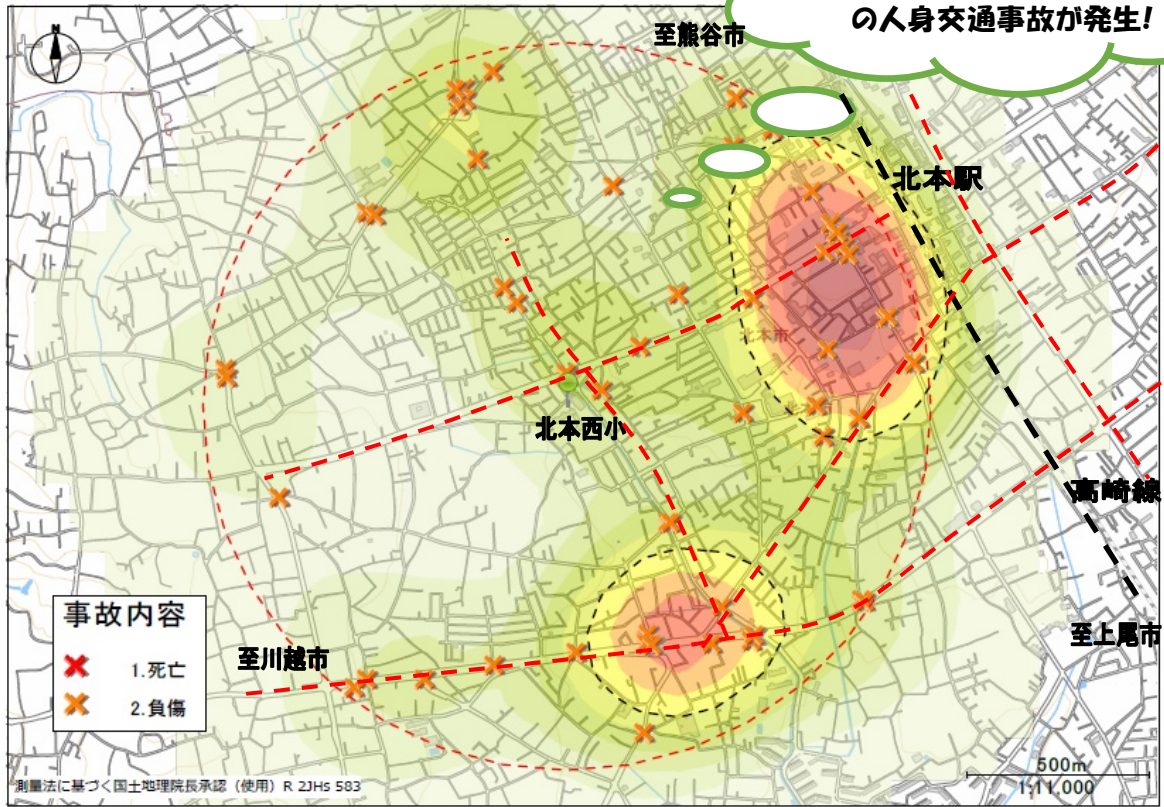 の人身交通事故が発生!
至熊谷市
N
北本駅
北本市
北本西小
高崎線
事故内容
1.死亡
2.負傷
至川越市
至上尾市
500m
1:11,000
測量法に基づく国土地理院長承認（使用）R 2JHs 583